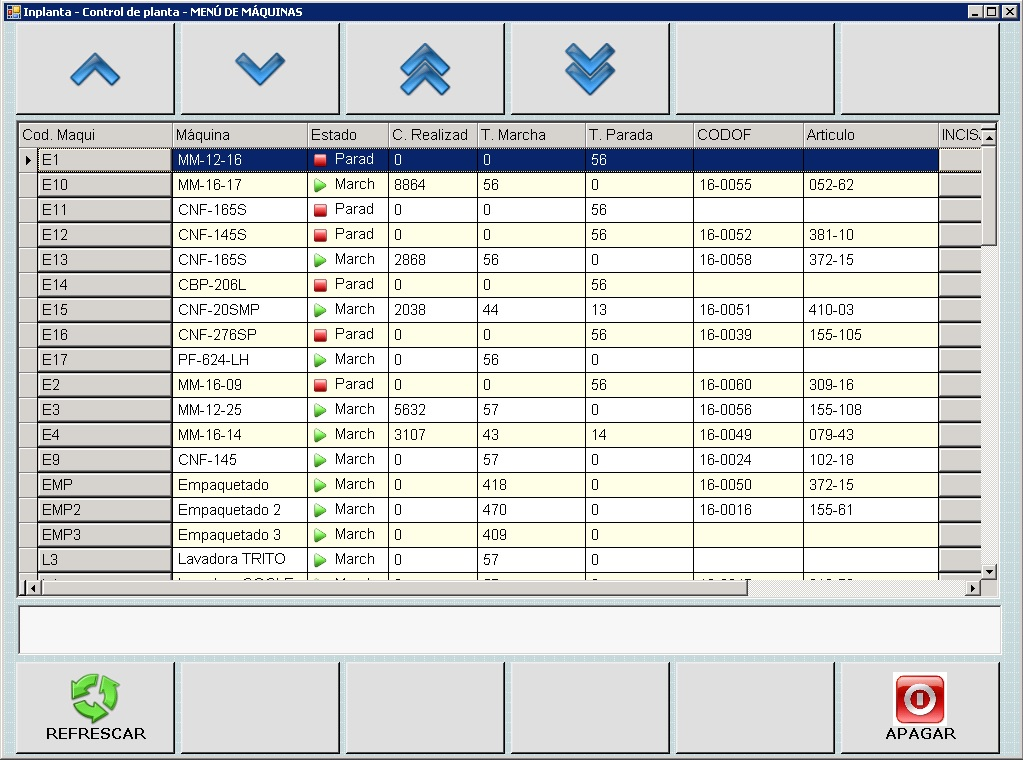 Inplanta - Control de planta - MENÚ DE MÁQUINAS
Cod. Maqui Máquina Estado C. Realizad T. Marcha T. Parada CODOF Articulo INCIS
E1 MM-12-16 Parad 0 0 56
E10 MM-16-17 March 8864 56 0 16-0055 052-62
E11 CNF-165S Parad 0 0 56
E12 CNF-145S Parad 0 0 56 16-0052 381-10
E13 CNF-165S March 2868 56 0 16-0058 372-15
E14 CBP-206L Parad 0 0 56
E15 CNF-20SMP March 2038 44 13 16-0051 410-03
E16 CNF-276SP Parad 0 0 56 16-0039 155-105
E17 PF-624-LH March 0 56 0
E2 MM-16-09 Parad 0 0 56 16-0060 309-16
E3 MM-12-25 March 5632 57 0 16-0056 155-108
E4 MM-16-14 March 3107 43 14 16-0049 079-43
E9 CNF-145 March 0 57 0 16-0024 102-18
EMP Empaquetado March 0 418 0 16-0050 372-15
EMP2 Empaquetado 2 March 0 470 0 16-0016 155-61
EMP3 Empaquetado 3 March 0 409 0
L3 Lavadora TRITO March 0 57 0
REFRESCAR
APAGAR